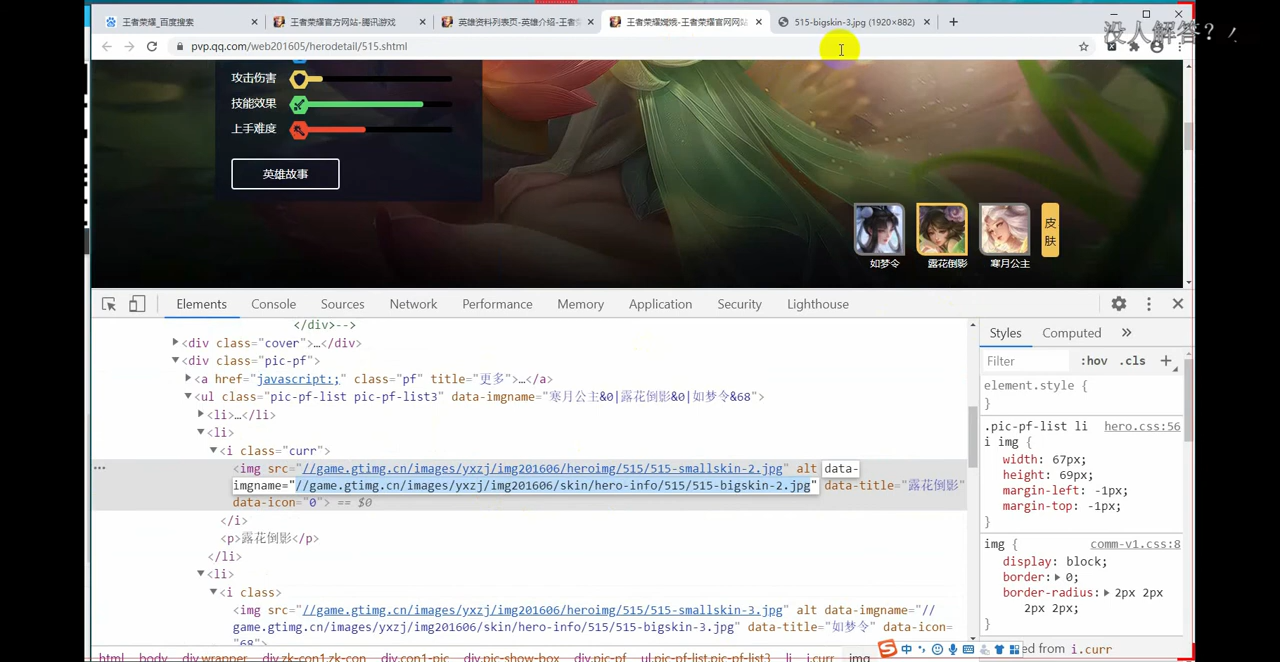 王者荣耀_百度搜索
王者荣耀官方网站-腾讯游戏
英雄资料列表页-英雄介绍-王者
王者荣耀嫦娥-王者荣耀官网网站
515-bigskin-3.jpg (1920×882)
没人解答？
pvp.qq.com/web201605/herodetail/515.shtml
攻击伤害
技能效果
上手难度
英雄故事
皮肤
如梦令 露花倒影 寒月公主
Elements Console Sources Network Performance Memory Application Security Lighthouse
</div>-->
<div class="cover">…</div>
<div class="pic-pf">
<a href="javascript:;" class="pf" title="更多">…</a>
<ul class="pic-pf-list pic-pf-list3" data-imgname="寒月公主&0|露花倒影&0|如梦令&68">
<li>…</li>
<li>
<i class="curr">
<img src="//game.gtimg.cn/images/yxzj/img201606/heroimg/515/515-smallskin-2.jpg" alt data-
imgname="//game.gtimg.cn/images/yxzj/img201606/skin/hero-info/515/515-bigskin-2.jpg" data-title="露花倒影"
data-icon="0"> == $0
</i>
<p>露花倒影</p>
</li>
<li>
<i class>
<img src="//game.gtimg.cn/images/yxzj/img201606/heroimg/515/515-smallskin-3.jpg" alt data-imgname="//
game.gtimg.cn/images/yxzj/img201606/skin/hero-info/515/515-bigskin-3.jpg" data-title="如梦令" data-icon=
"68">
html body div.wrapper div.zk-con1.zk-con div.con1-pic div.pic-show-box div.pic-pf ul.pic-pf-list.pic-pf-list3 li i.curr img
Styles Computed »
Filter :hov .cls +
element.style {
}
.pic-pf-list li hero.css:56
i img {
width: 67px;
height: 69px;
margin-left: -1px;
margin-top: -1px;
}
img { comm-v1.css:8
display: block;
border: 0;
border-radius: 2px 2px
2px 2px;
}
中
ed from i.curr